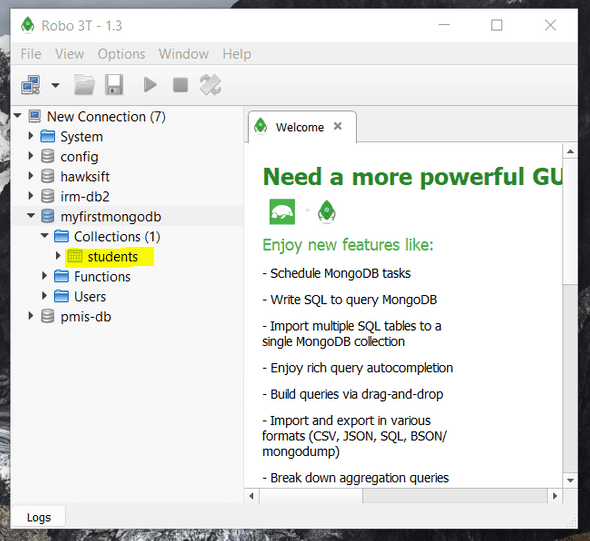 Robo 3T - 1.3
File View Options Window Help
New Connection (7)
System
config
hawksift
irm-db2
myfirstmongodb
Collections (1)
students
Functions
Users
pmis-db
Welcome
Need a more powerful GU
Enjoy new features like:
- Schedule MongoDB tasks
- Write SQL to query MongoDB
- Import multiple SQL tables to a
single MongoDB collection
- Enjoy rich query autocompletion
- Build queries via drag-and-drop
- Import and export in various
formats (CSV, JSON, SQL, BSON/
mongodump)
- Break down aggregation queries
Logs